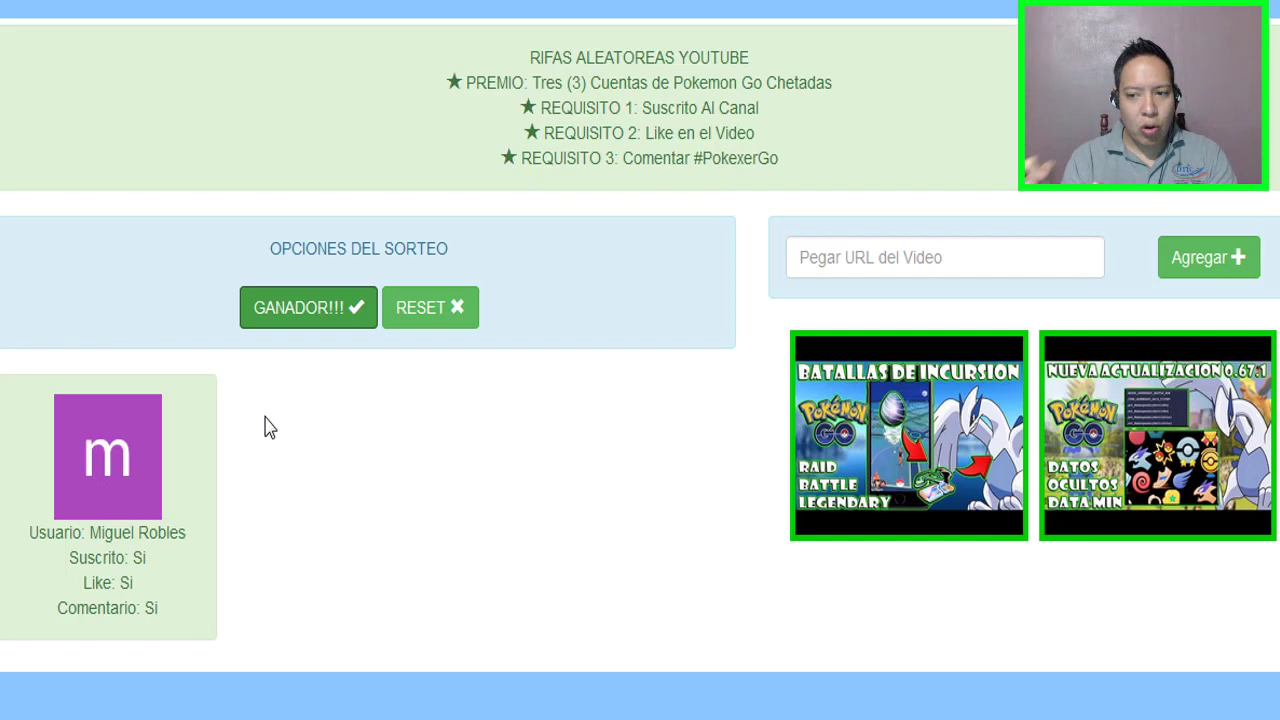 RIFAS ALEATOREAS YOUTUBE
★ PREMIO: Tres (3) Cuentas de Pokemon Go Chetadas
★ REQUISITO 1: Suscrito Al Canal
★ REQUISITO 2: Like en el Video
★ REQUISITO 3: Comentar #PokexerGo
OPCIONES DEL SORTEO
GANADOR!!! ✔
RESET ✖
Pegar URL del Video
Agregar +
m
Usuario: Miguel Robles
Suscrito: Si
Like: Si
Comentario: Si
BATALLAS DE INCURSION
POKÉMON
GO
RAID
BATTLE
LEGENDARY
NUEVA ACTUALIZACION 0.67.1
POKÉMON
GO
DATOS
OCULTOS
DATA MIN